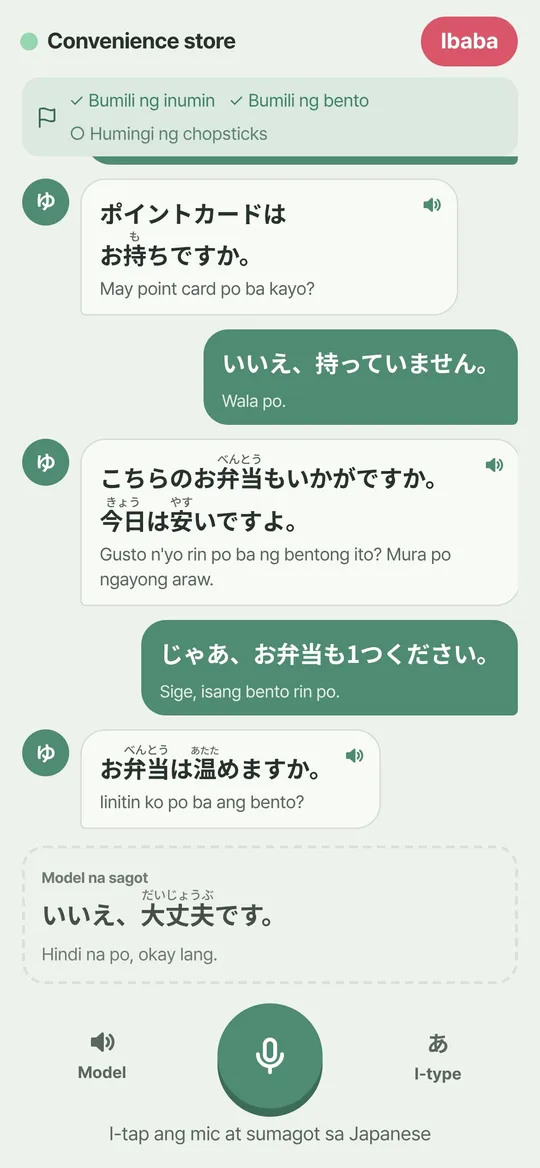 Convenience store
Ibaba
✓ Bumili ng inumin ✓ Bumili ng bento
○ Humingi ng chopsticks
ゆ
ポイントカードは
も
お持ちですか。
May point card po ba kayo?
いいえ、持っていません。
Wala po.
ゆ
べんとう
こちらのお弁当もいかがですか。
きょう やす
今日は安いですよ。
Gusto n'yo rin po ba ng bentong ito? Mura po
ngayong araw.
じゃあ、お弁当も1つください。
Sige, isang bento rin po.
ゆ
べんとう あたた
お弁当は温めますか。
Iinitin ko po ba ang bento?
Model na sagot
だいじょうぶ
いいえ、大丈夫です。
Hindi na po, okay lang.
Model
あ
I-type
I-tap ang mic at sumagot sa Japanese